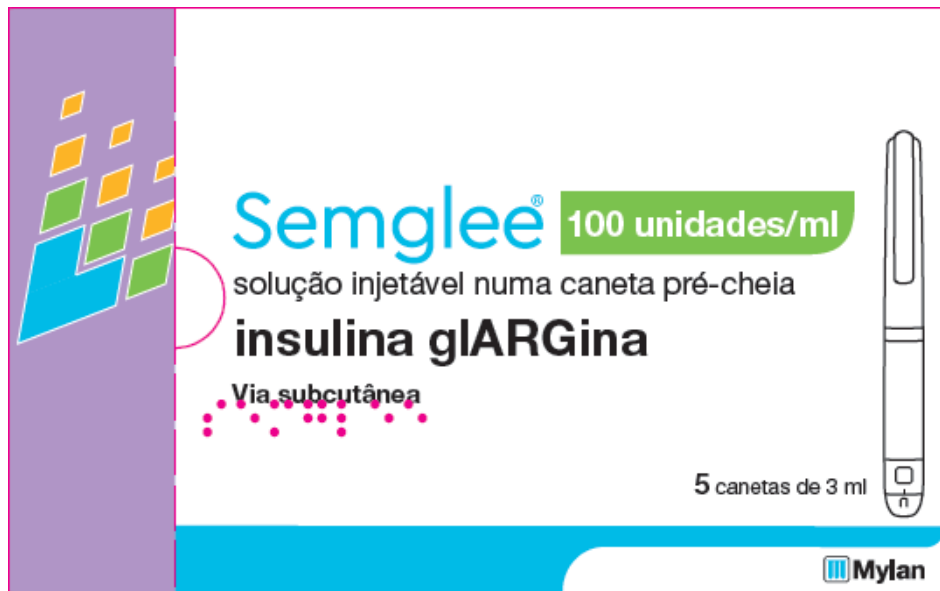 Semglee® 100 unidades/ml
solução injetável numa caneta pré-cheia
insulina glARGina
Via subcutânea
5 canetas de 3 ml
Mylan